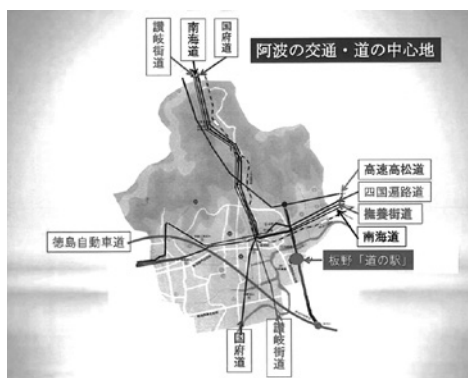 讃岐街道
南海道
国府道
阿波の交通・道の中心地
高速高松道
四国遍路道
撫養街道
南海道
徳島自動車道
板野「道の駅」
国府道
讃岐街道